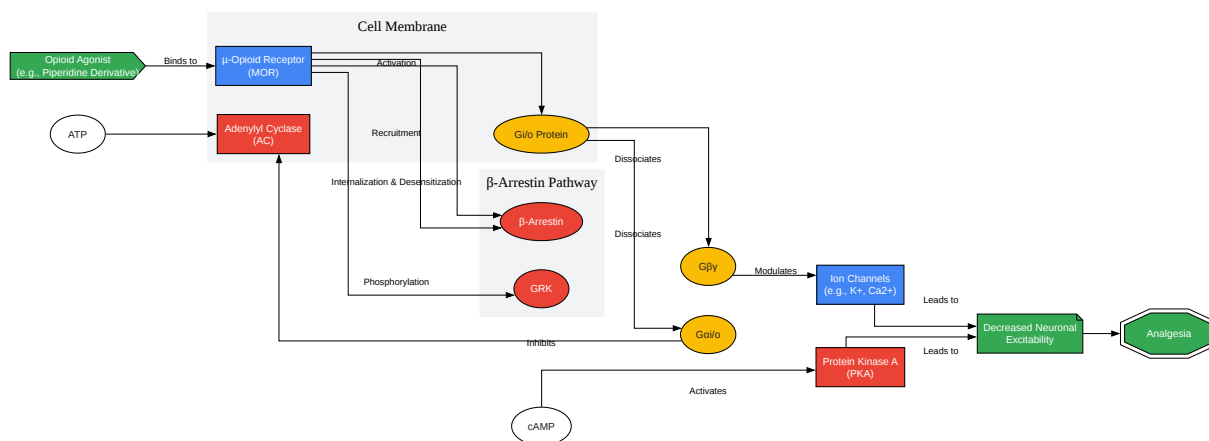 Cell Membrane
Opioid Agonist
(e.g., Piperidine Derivative)
Binds to
µ-Opioid Receptor
(MOR)
Activation
ATP
Adenylyl Cyclase
(AC)
Recruitment
Gi/o Protein
Dissociates
Internalization & Desensitization
β-Arrestin Pathway
β-Arrestin
Dissociates
Gβγ
Modulates
Ion Channels
(e.g., K+, Ca2+)
Phosphorylation
GRK
Leads to
Inhibits
Gαi/o
Decreased Neuronal
Excitability
Analgesia
Leads to
Protein Kinase A
(PKA)
Activates
cAMP